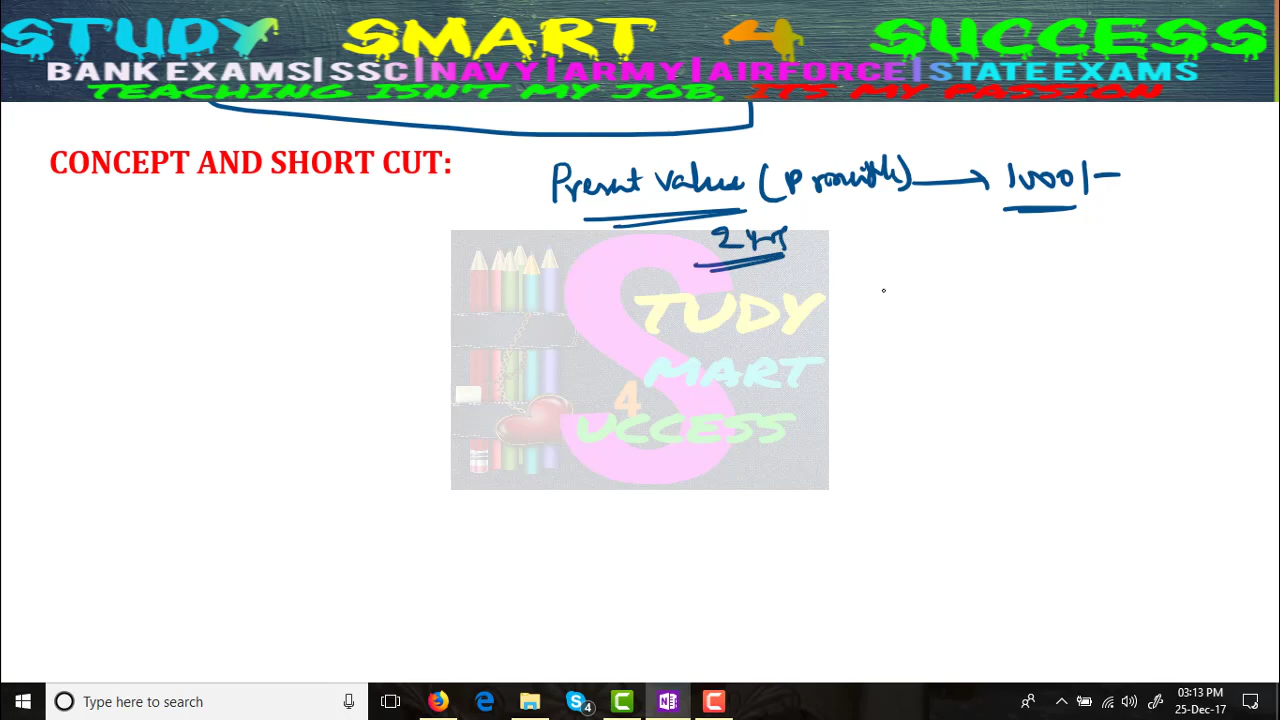 STUDY SMART 4 SUCCESS
BANK EXAMS|SSC|NAVY|ARMY|AIRFORCE|STATE EXAMS
TEACHING ISN'T MY JOB, ITS MY PASSION
CONCEPT AND SHORT CUT:
Present value ( 1000/-
2 yrs
STUDY
MART
4
UCCESS
Type here to search
4
03:13 PM
25-Dec-17